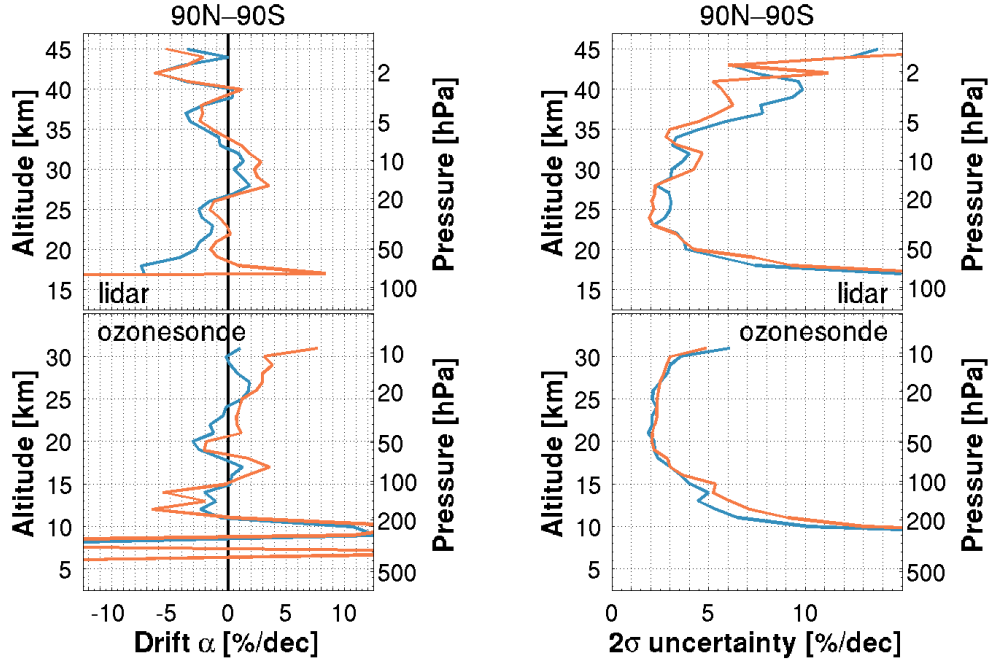 90N–90S
90N–90S
Altitude [km]
45
40
35
30
25
20
15
2
5
10
20
50
100
Pressure [hPa]
lidar
Altitude [km]
45
40
35
30
25
20
15
2
5
10
20
50
100
Pressure [hPa]
lidar
ozonesonde
Altitude [km]
30
25
20
15
10
5
10
20
50
100
200
500
Pressure [hPa]
ozonesonde
Altitude [km]
30
25
20
15
10
5
10
20
50
100
200
500
Pressure [hPa]
-10 -5 0 5 10
0 5 10
Drift α [%/dec]
2σ uncertainty [%/dec]